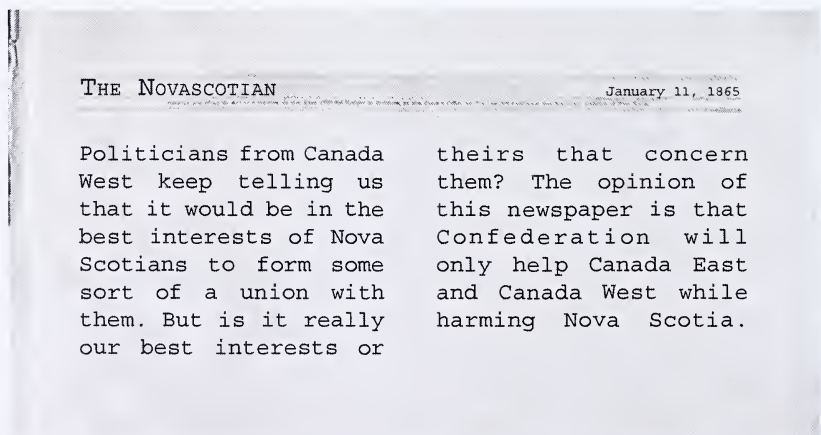 THE NOVASCOTIAN
January 11, 1865
Politicians from Canada
West keep telling us
that it would be in the
best interests of Nova
Scotians to form some
sort of a union with
them. But is it really
our best interests or
theirs that concern
them? The opinion of
this newspaper is that
Confederation will
only help Canada East
and Canada West while
harming Nova Scotia.